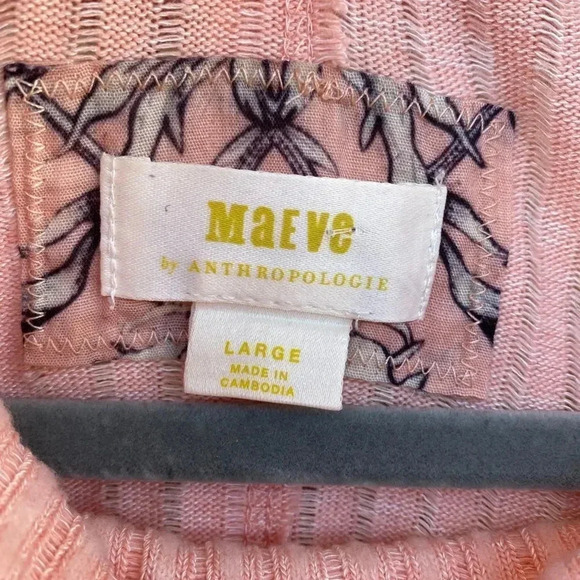 MaEVe
by ANTHROPOLOGIE
LARGE
MADE IN
CAMBODIA